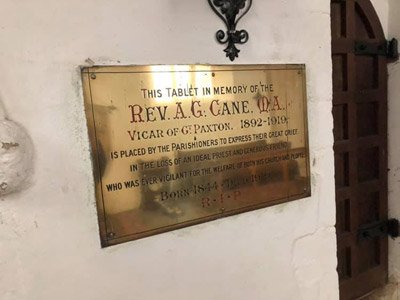 THIS TABLET IN MEMORY OF THE
REV. A. G. CANE, M.A.,
VICAR OF GT. PAXTON, 1892-1919,
IS PLACED BY THE PARISHIONERS TO EXPRESS THEIR GREAT GRIEF
IN THE LOSS OF AN IDEAL PRIEST AND GENEROUS FRIEND
WHO WAS EVER VIGILANT FOR THE WELFARE OF BOTH HIS CHURCH AND PEOPLE.
BORN 1844
R·I·P